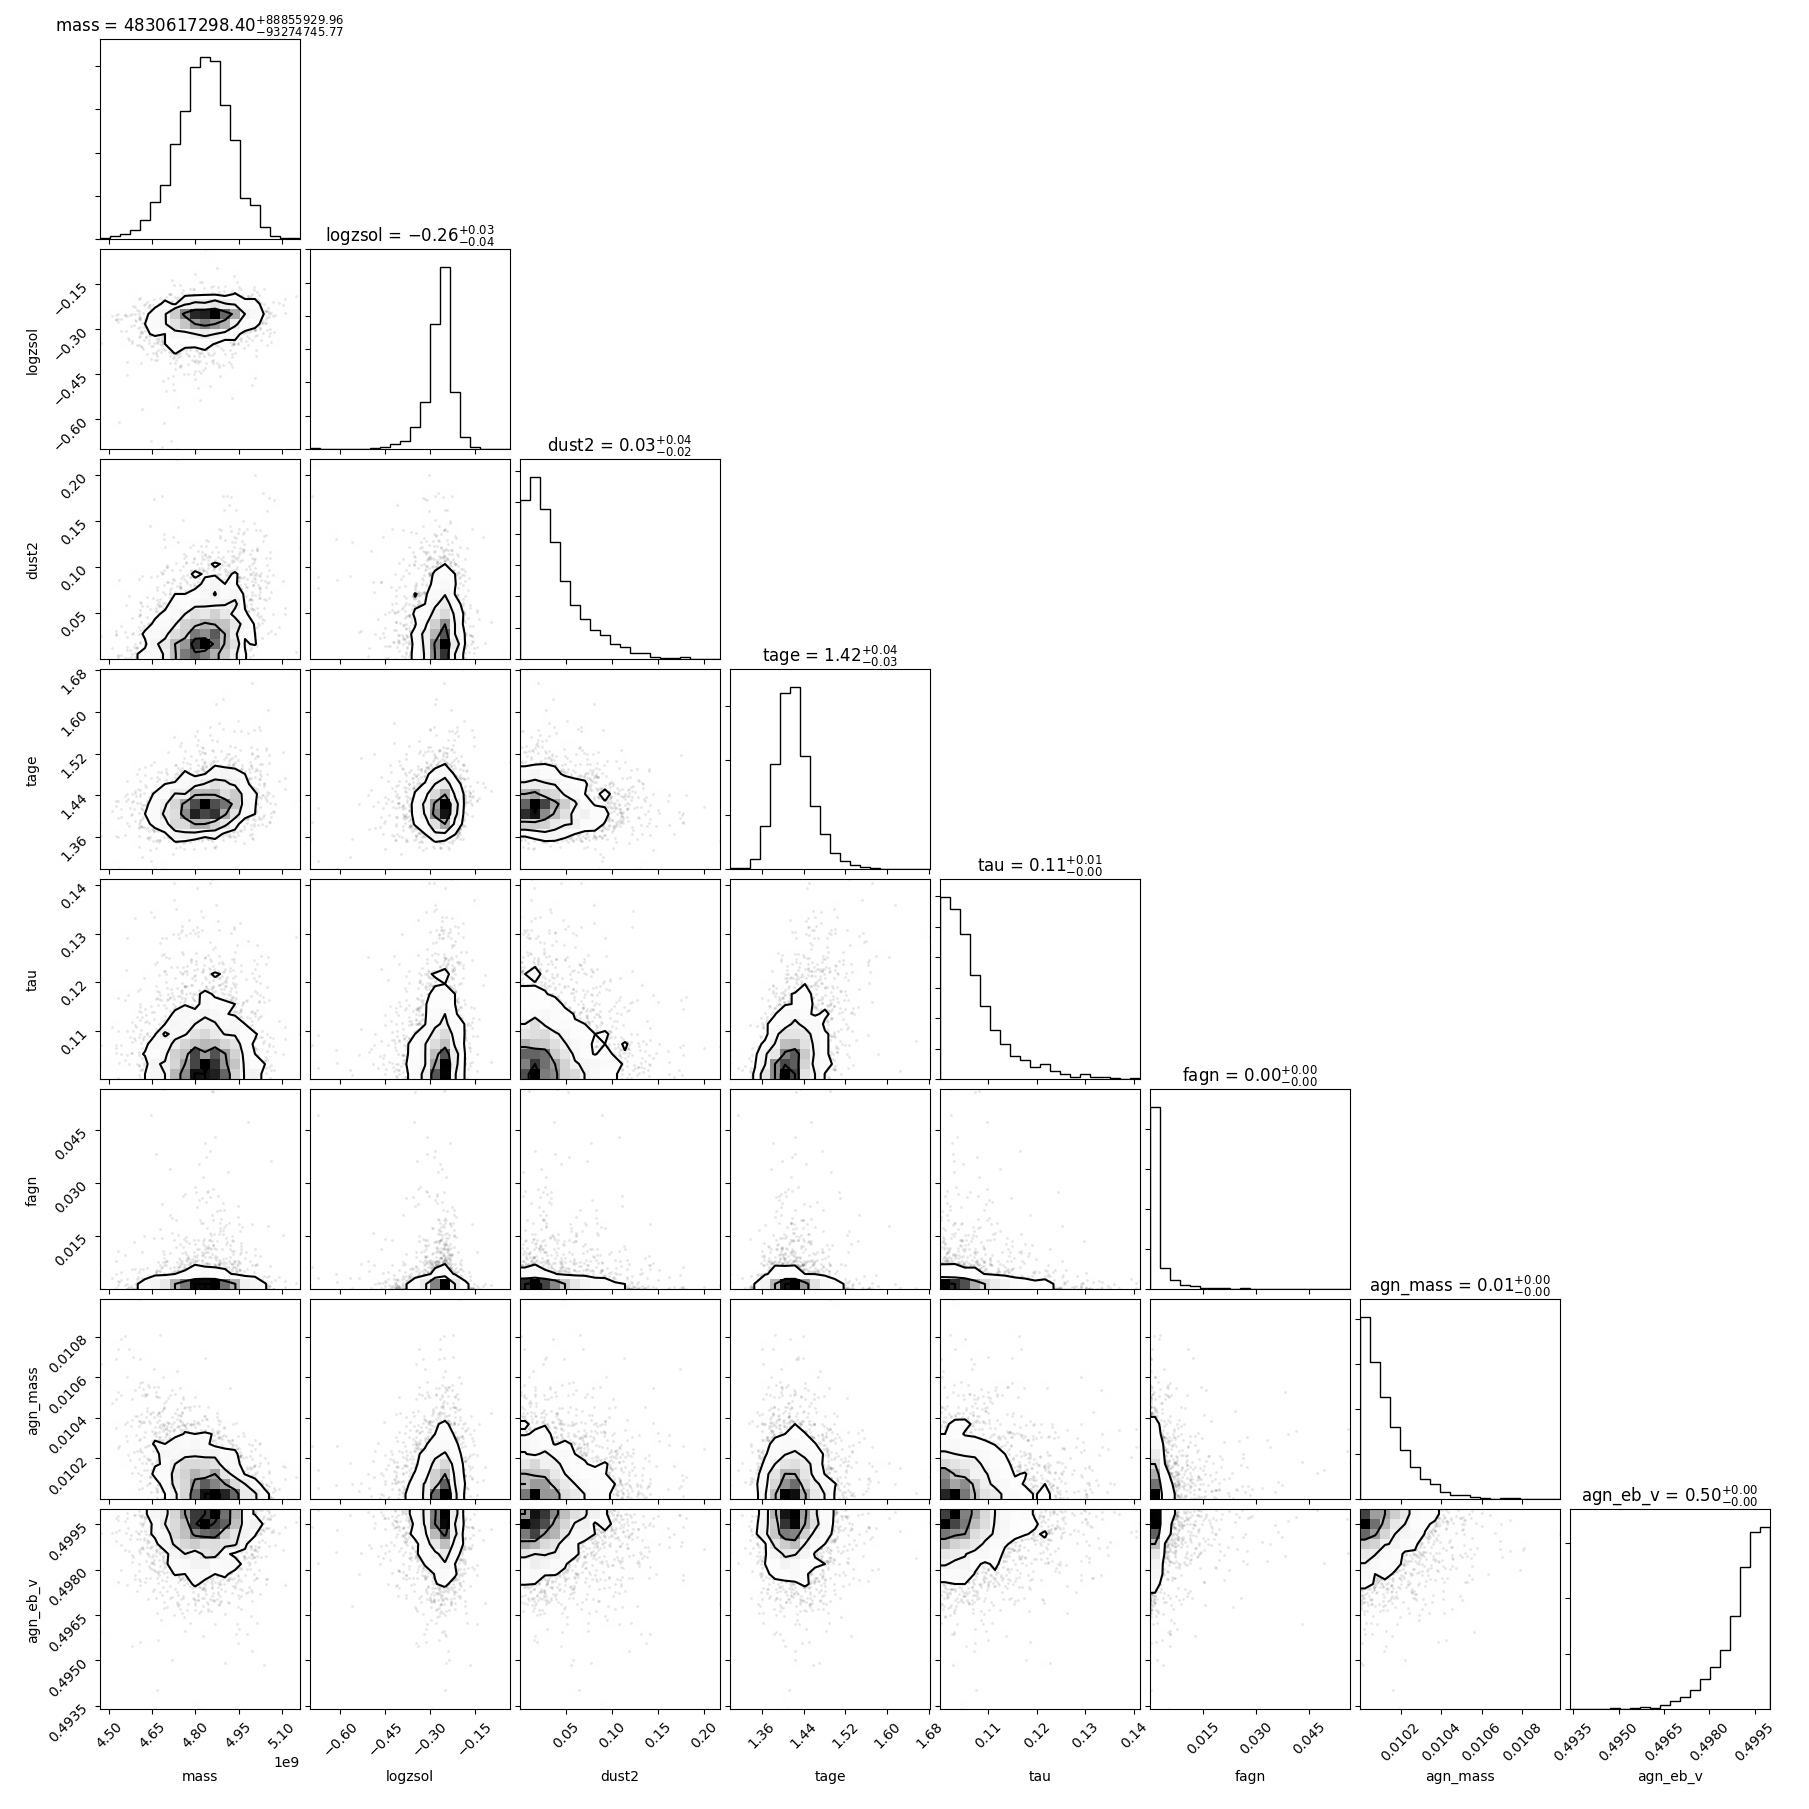 mass = 4830617298.40+88855929.96−93274745.77
logzsol = −0.26+0.03−0.04
−0.15
−0.30
−0.45
−0.60
logzsol
dust2 = 0.03+0.04−0.02
0.20
0.15
0.10
0.05
dust2
tage = 1.42+0.04−0.03
1.68
1.60
1.52
1.44
1.36
tage
tau = 0.11+0.01−0.00
0.14
0.13
0.12
0.11
tau
fagn = 0.00+0.00−0.00
0.045
0.030
0.015
fagn
agn_mass = 0.01+0.00−0.00
0.0108
0.0106
0.0104
0.0102
agn_mass
agn_eb_v = 0.50+0.00−0.00
0.4995
0.4980
0.4965
0.4950
0.4935
agn_eb_v
4.50 4.65 4.80 4.95 5.10 −0.60 −0.45 −0.30 −0.15 0.05 0.10 0.15 0.20 1.36 1.44 1.52 1.60 1.68 0.11 0.12 0.13 0.14 0.015 0.030 0.045 0.0102 0.0104 0.0106 0.0108 0.4935 0.4950 0.4965 0.4980 0.4995
1e9
mass logzsol dust2 tage tau fagn agn_mass agn_eb_v